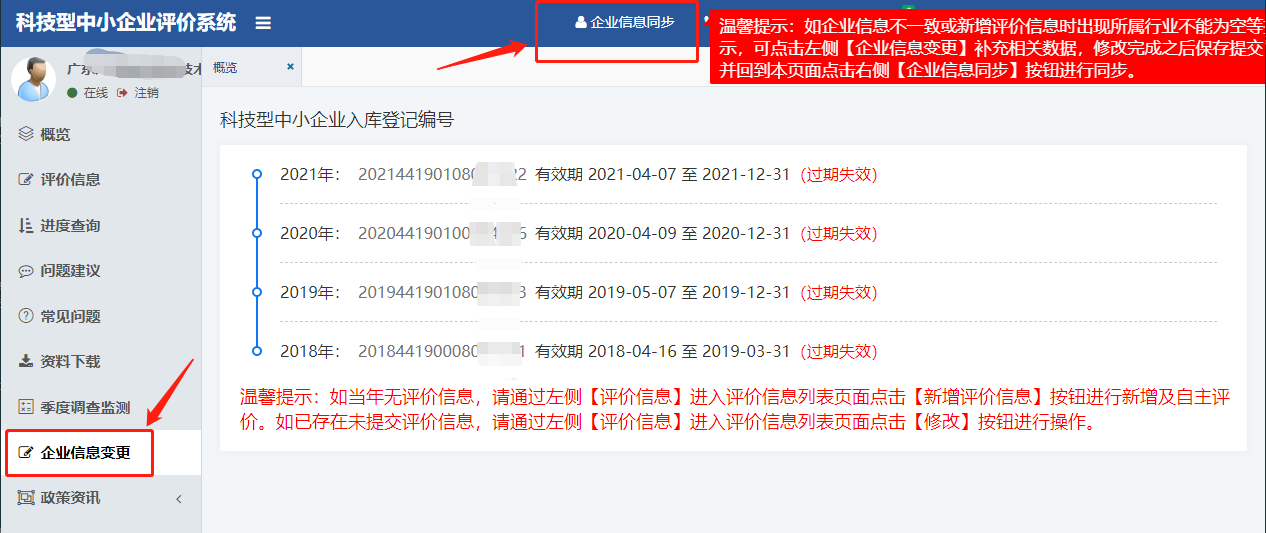 科技型中小企业评价系统
企业信息同步
温馨提示：如企业信息不一致或新增评价信息时出现所属行业不能为空等
示，可点击左侧【企业信息变更】补充相关数据，修改完成之后保存提交
并回到本页面点击右侧【企业信息同步】按钮进行同步。
广东 技术
在线 注销
概览
概览
评价信息
进度查询
问题建议
常见问题
资料下载
季度调查监测
企业信息变更
政策资讯
科技型中小企业入库登记编号
2021年： 2021441901080 22 有效期 2021-04-07 至 2021-12-31 （过期失效）
2020年： 202044190100 6 有效期 2020-04-09 至 2020-12-31 （过期失效）
2019年： 2019441901080 3 有效期 2019-05-07 至 2019-12-31 （过期失效）
2018年： 2018441900080 1 有效期 2018-04-16 至 2019-03-31 （过期失效）
温馨提示：如当年无评价信息，请通过左侧【评价信息】进入评价信息列表页面点击【新增评价信息】按钮进行新增及自主评
价。如已存在未提交评价信息，请通过左侧【评价信息】进入评价信息列表页面点击【修改】按钮进行操作。